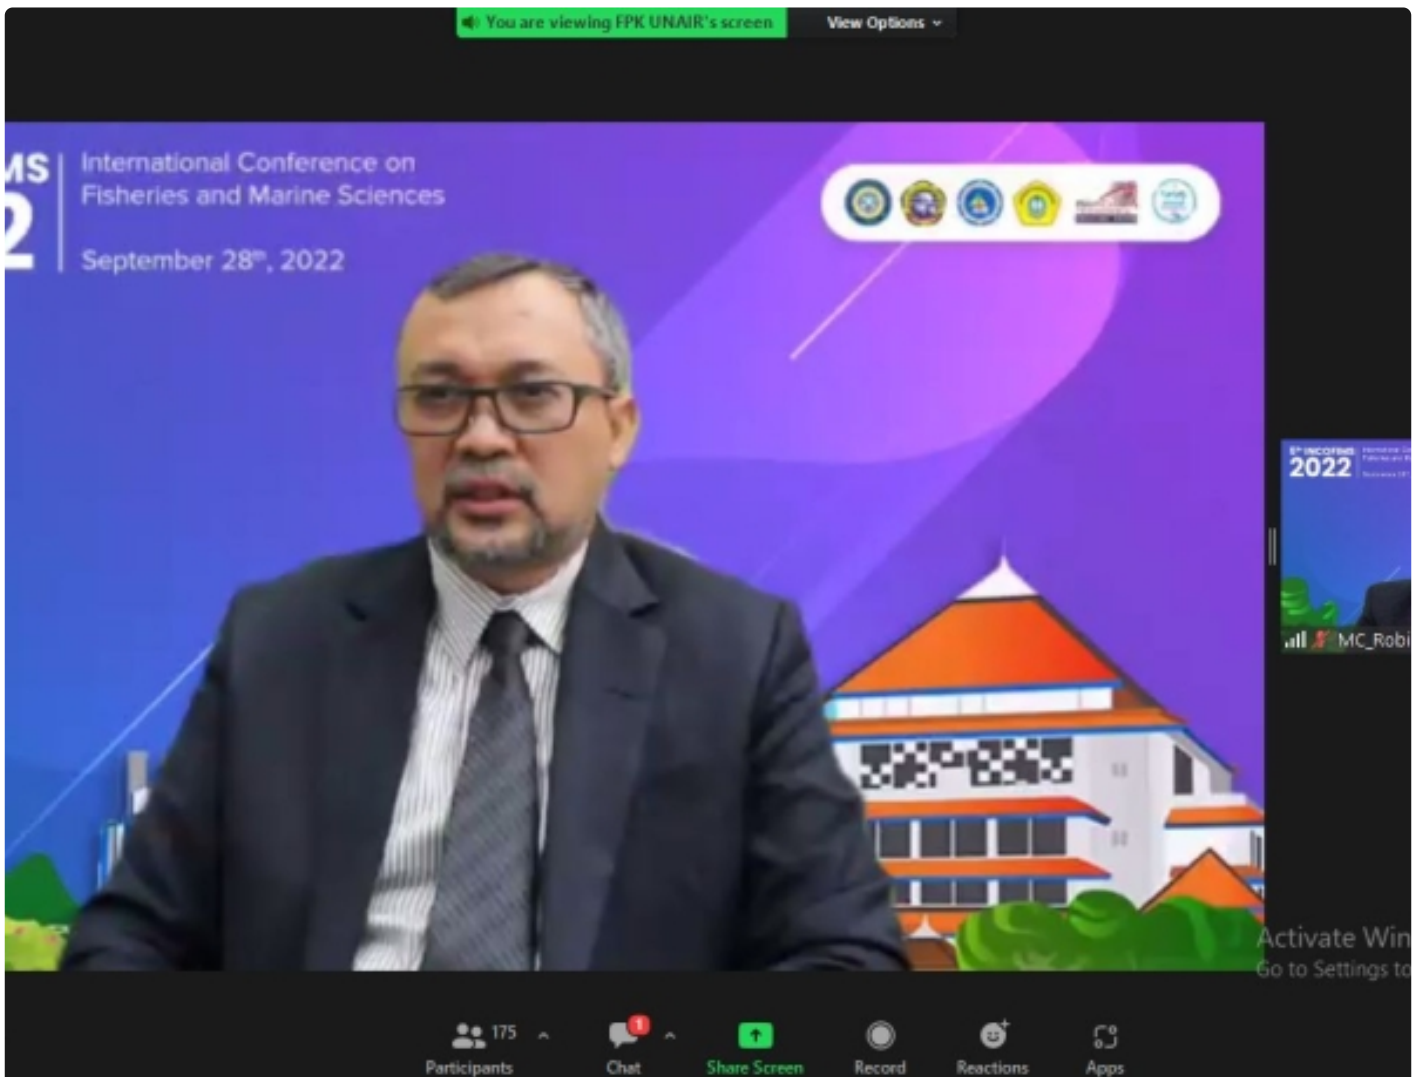 You are viewing FPK UNAIR's screen
View Options
MS
2
International Conference on
Fisheries and Marine Sciences
September 28th, 2022
2022
MC_Robi
Activate Win
Go to Settings to
175
1
Participants
Chat
Share Screen
Record
Reactions
Apps